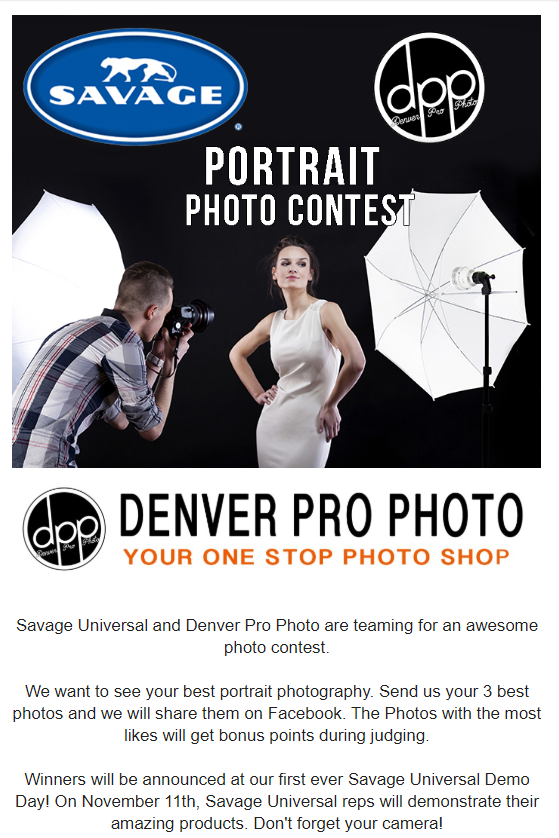 SAVAGE
®
dpp
Denver Pro Photo
PORTRAIT
PHOTO CONTEST
dpp
Denver Pro Photo
DENVER PRO PHOTO
YOUR ONE STOP PHOTO SHOP
Savage Universal and Denver Pro Photo are teaming for an awesome
photo contest.
We want to see your best portrait photography. Send us your 3 best
photos and we will share them on Facebook. The Photos with the most
likes will get bonus points during judging.
Winners will be announced at our first ever Savage Universal Demo
Day! On November 11th, Savage Universal reps will demonstrate their
amazing products. Don't forget your camera!